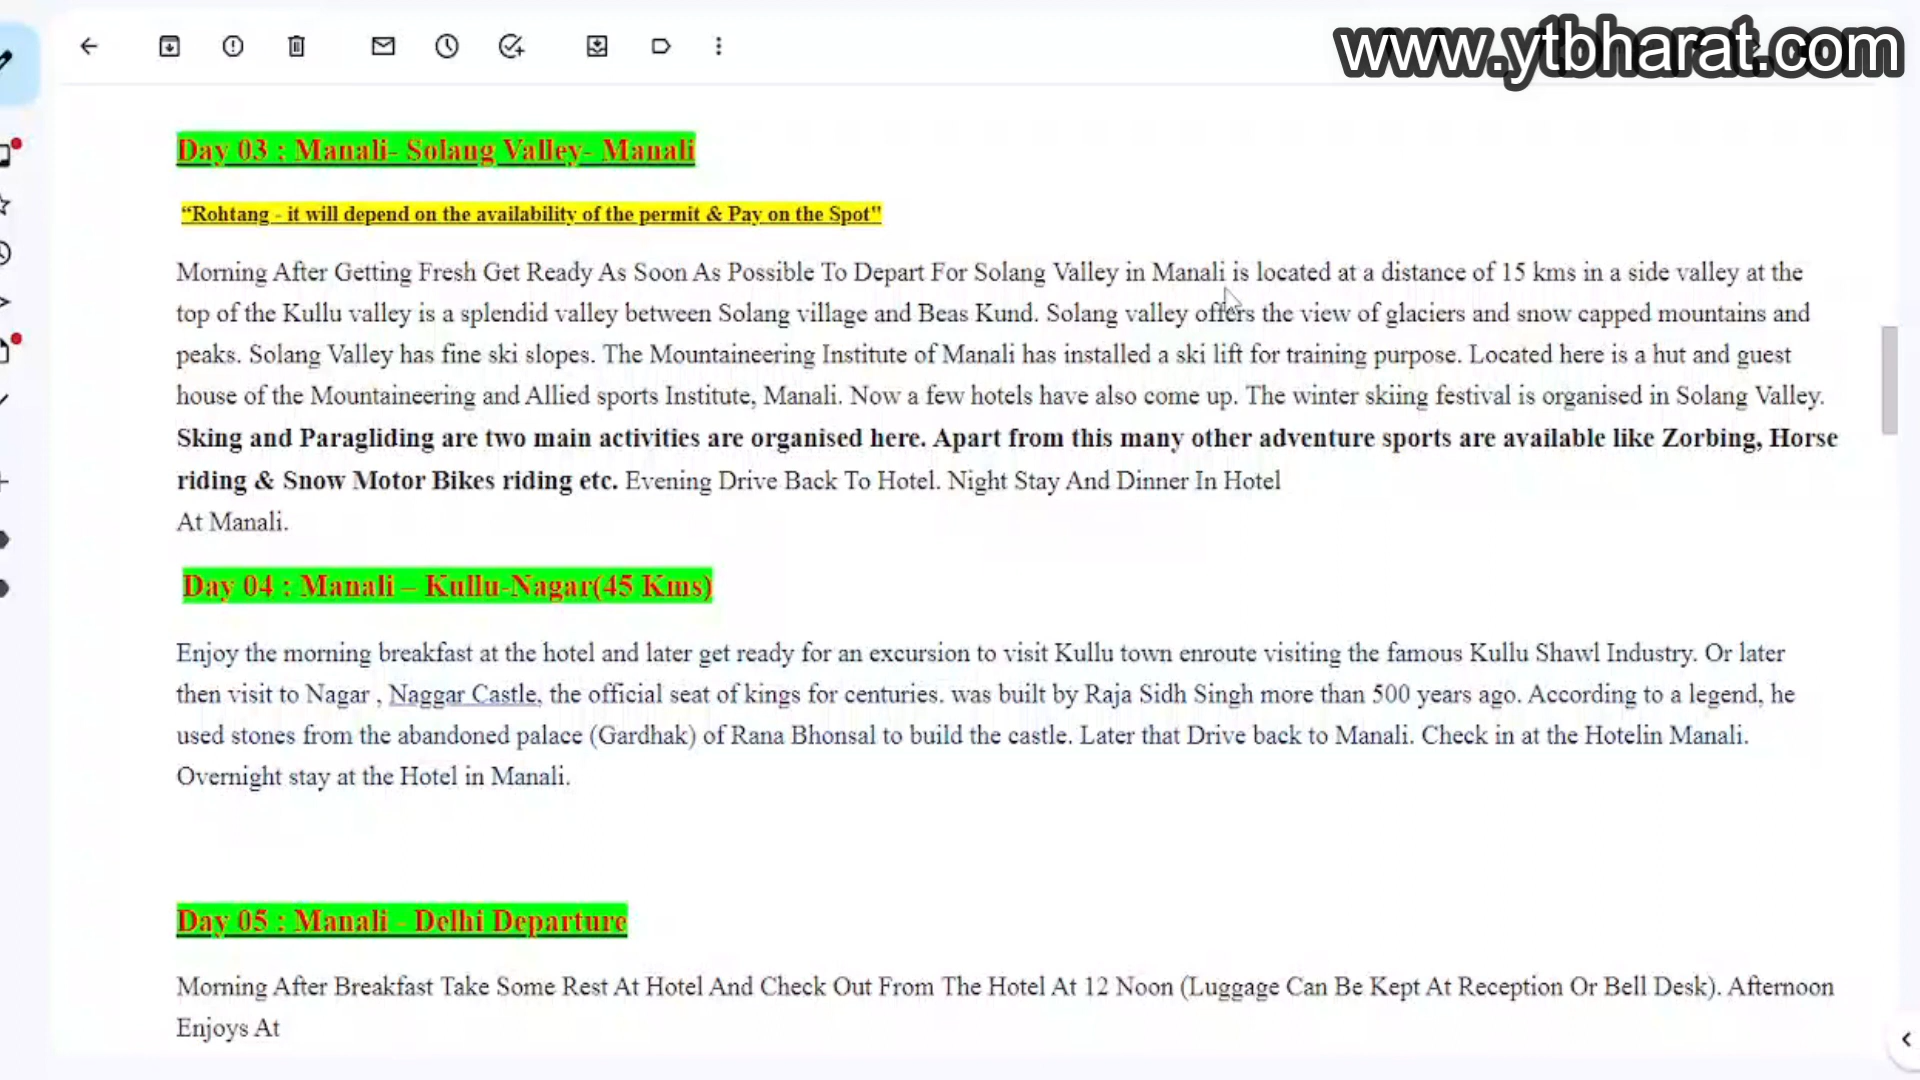 www.ytbharat.com
Day 03 : Manali- Solang Valley- Manali
“Rohtang - it will depend on the availability of the permit & Pay on the Spot"
Morning After Getting Fresh Get Ready As Soon As Possible To Depart For Solang Valley in Manali is located at a distance of 15 kms in a side valley at the
top of the Kullu valley is a splendid valley between Solang village and Beas Kund. Solang valley offers the view of glaciers and snow capped mountains and
peaks. Solang Valley has fine ski slopes. The Mountaineering Institute of Manali has installed a ski lift for training purpose. Located here is a hut and guest
house of the Mountaineering and Allied sports Institute, Manali. Now a few hotels have also come up. The winter skiing festival is organised in Solang Valley.
Sking and Paragliding are two main activities are organised here. Apart from this many other adventure sports are available like Zorbing, Horse
riding & Snow Motor Bikes riding etc. Evening Drive Back To Hotel. Night Stay And Dinner In Hotel
At Manali.
Day 04 : Manali – Kullu-Nagar(45 Kms)
Enjoy the morning breakfast at the hotel and later get ready for an excursion to visit Kullu town enroute visiting the famous Kullu Shawl Industry. Or later
then visit to Nagar , Naggar Castle, the official seat of kings for centuries. was built by Raja Sidh Singh more than 500 years ago. According to a legend, he
used stones from the abandoned palace (Gardhak) of Rana Bhonsal to build the castle. Later that Drive back to Manali. Check in at the Hotelin Manali.
Overnight stay at the Hotel in Manali.
Day 05 : Manali - Delhi Departure
Morning After Breakfast Take Some Rest At Hotel And Check Out From The Hotel At 12 Noon (Luggage Can Be Kept At Reception Or Bell Desk). Afternoon
Enjoys At